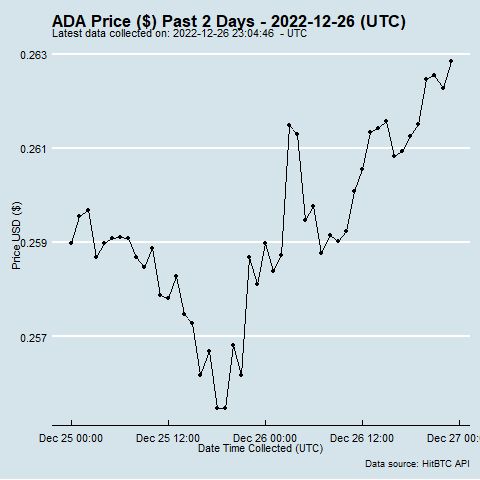 ADA Price ($) Past 2 Days - 2022-12-26 (UTC)
Latest data collected on: 2022-12-26 23:04:46 - UTC
0.263
0.261
0.259
0.257
Price USD ($)
Dec 25 00:00 Dec 25 12:00 Dec 26 00:00 Dec 26 12:00 Dec 27 00:0
Date Time Collected (UTC)
Data source: HitBTC API